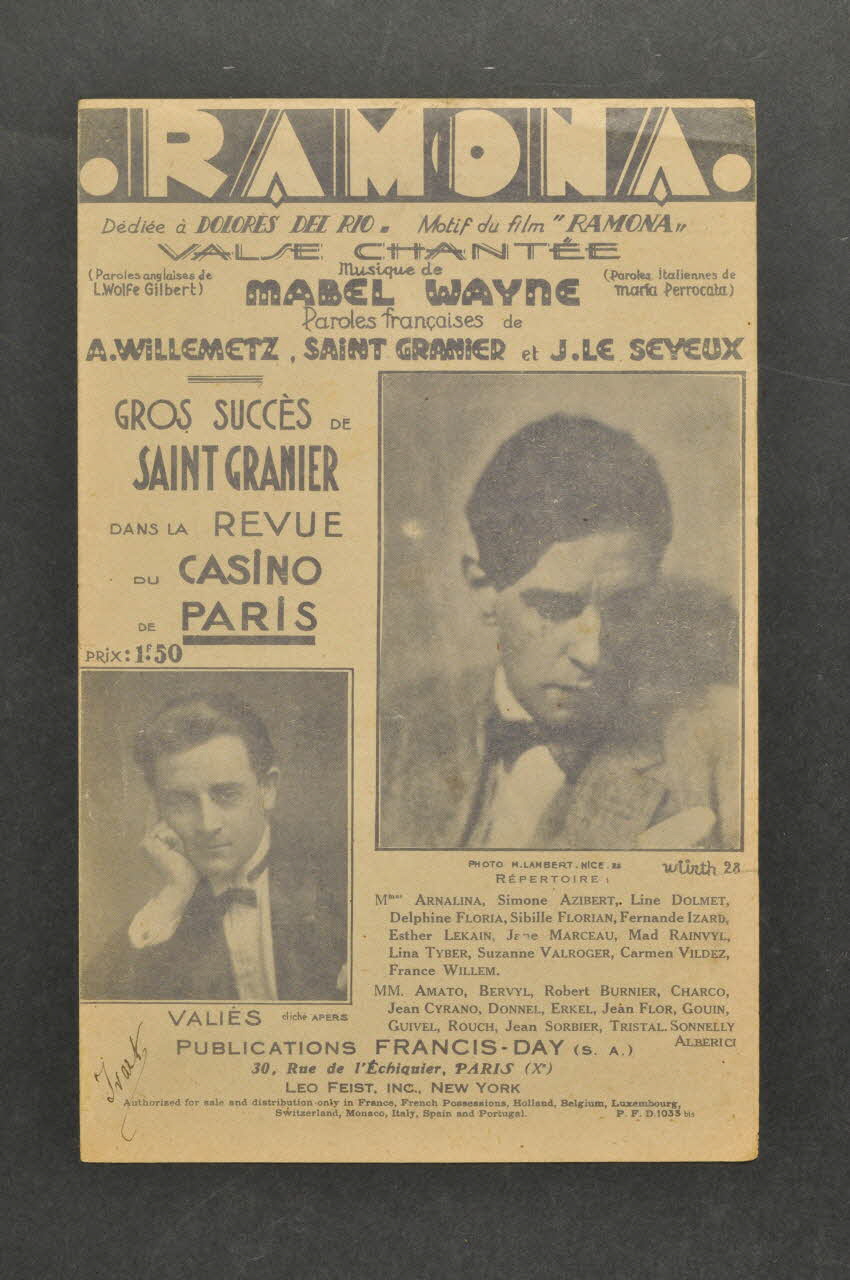 .RAMONA.
Dédiée à DOLORÈS DEL RIO. Motif du film "RAMONA"
VALSE CHANTÉE
(Paroles anglaises de
L.Wolfe Gilbert)
Musique de
MABEL WAYNE
(Paroles Italiennes de
Maria Perrocata)
Paroles françaises de
A.WILLEMETZ, SAINT GRANIER et J.LE SEYEUX
GROS SUCCÈS DE
SAINT GRANIER
DANS LA REVUE
DU CASINO
DE PARIS
PRIX: 1f.50
PHOTO M.LAMBERT.NICE.28
würth 28
RÉPERTOIRE :
Mmes ARNALINA, Simone AZIBERT, Line DOLMET,
Delphine FLORIA, Sibille FLORIAN, Fernande IZARD,
Esther LEKAIN, Jane MARCEAU, Mad RAINVYL,
Lina TYBER, Suzanne VALROGER, Carmen VILDEZ,
France WILLEM.
MM. AMATO, BERVYL, Robert BURNIER, CHARCO,
Jean CYRANO, DONNEL, ERKEL, Jeàn FLOR, GOUIN,
GUIVEL, ROUCH, Jean SORBIER, TRISTAL. SONNELLY
ALBERICI
VALIÉS cliché APERS
PUBLICATIONS FRANCIS-DAY (S. A.)
30, Rue de l'Échiquier, PARIS (Xe)
LEO FEIST, INC., NEW YORK
Authorized for sale and distribution only in France, French Possessions, Holland, Belgium, Luxembourg,
Switzerland, Monaco, Italy, Spain and Portugal.
P. F. D.1033 bis